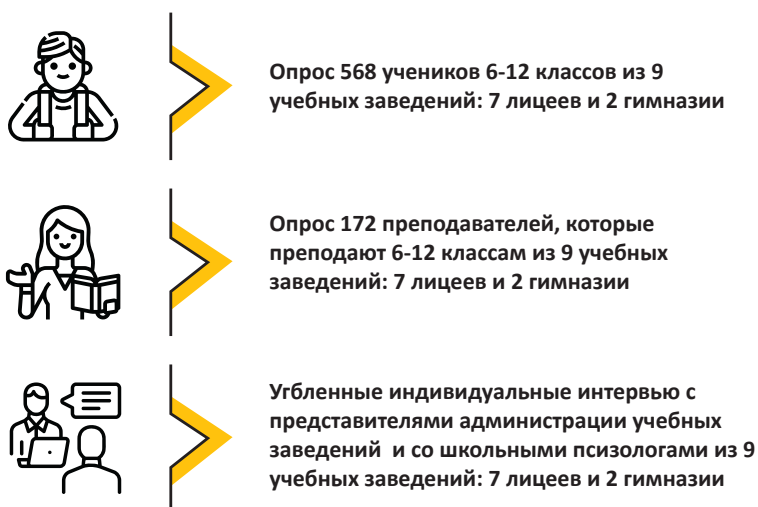 Опрос 568 учеников 6-12 классов из 9
учебных заведений: 7 лицеев и 2 гимназии
Опрос 172 преподавателей, которые
преподают 6-12 классам из 9 учебных
заведений: 7 лицеев и 2 гимназии
Угбленные индивидуальные интервью с
представителями администрации учебных
заведений и со школьными псизологами из 9
учебных заведений: 7 лицеев и 2 гимназии